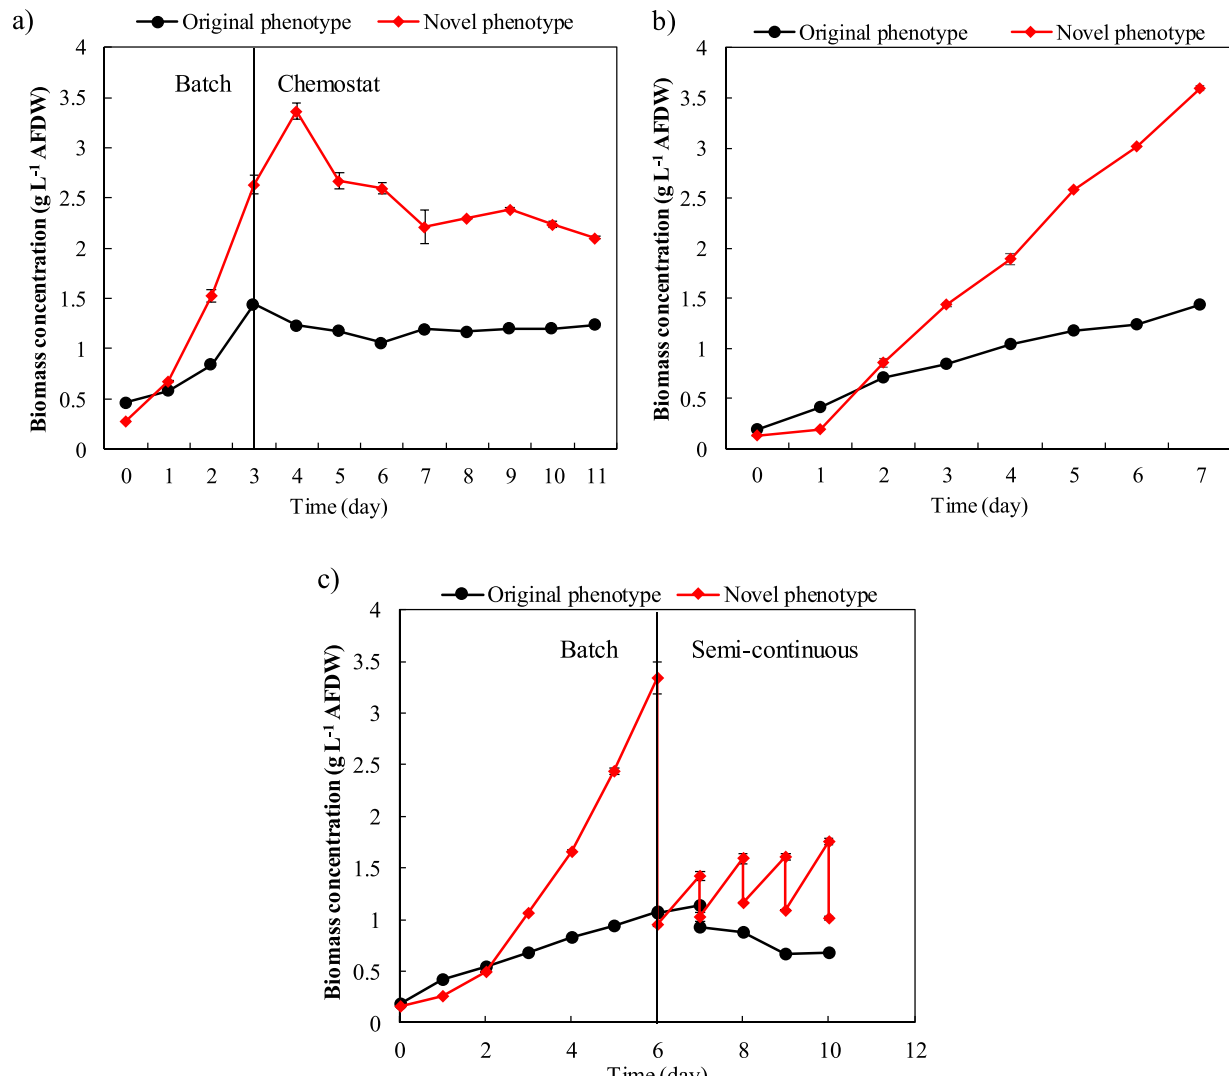 a)
Original phenotype
Novel phenotype
Batch
Chemostat
Biomass concentration (g L⁻¹ AFDW)
4
3.5
3
2.5
2
1.5
1
0.5
0
0 1 2 3 4 5 6 7 8 9 10 11
Time (day)
b)
Original phenotype
Novel phenotype
Biomass concentration (g L⁻¹ AFDW)
4
3.5
3
2.5
2
1.5
1
0.5
0
0 1 2 3 4 5 6 7
Time (day)
c)
Original phenotype
Novel phenotype
Batch
Semi-continuous
Biomass concentration (g L⁻¹ AFDW)
4
3.5
3
2.5
2
1.5
1
0.5
0
0 2 4 6 8 10 12
Time (day)